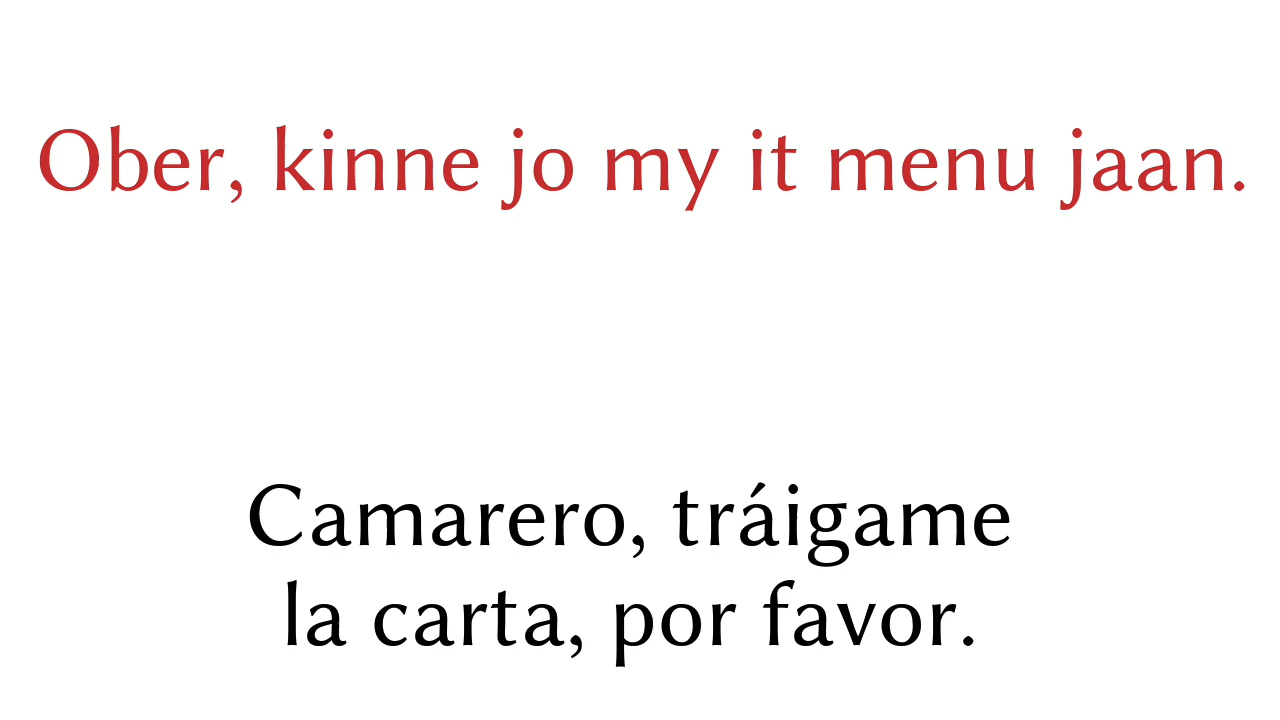 Ober, kinne jo my it menu jaan.
Camarero, tráigame
la carta, por favor.